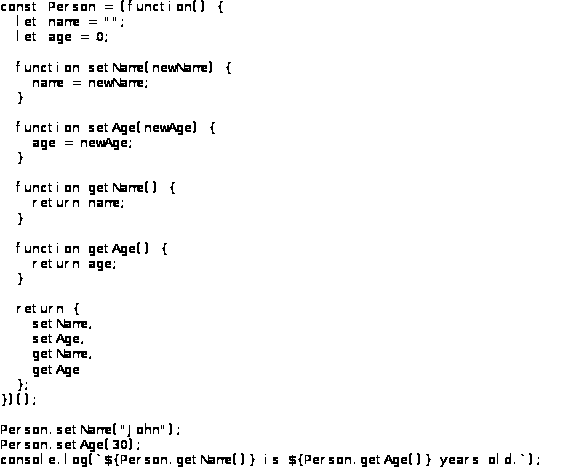 const Person = (function() {
  let name = "";
  let age = 0;

  function setName(newName) {
    name = newName;
  }

  function setAge(newAge) {
    age = newAge;
  }

  function getName() {
    return name;
  }

  function getAge() {
    return age;
  }

  return {
    setName,
    setAge,
    getName,
    getAge
  };
})();

Person.setName("John");
Person.setAge(30);
console.log(`${Person.getName()} is ${Person.getAge()} years old.`);